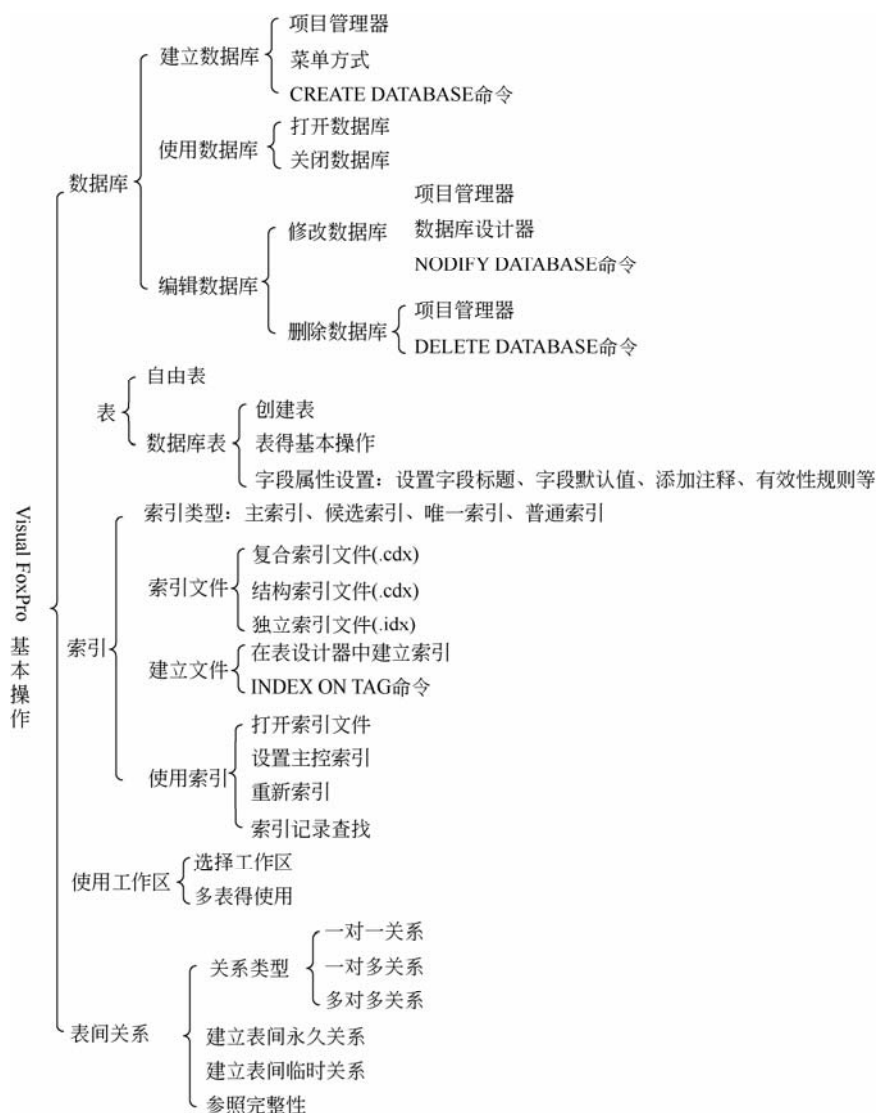 项目管理器
建立数据库
菜单方式
CREATE DATABASE命令
打开数据库
使用数据库
关闭数据库
数据库
项目管理器
修改数据库
数据库设计器
NODIFY DATABASE命令
编辑数据库
项目管理器
删除数据库
DELETE DATABASE命令
自由表
表
创建表
数据库表
表得基本操作
字段属性设置：设置字段标题、字段默认值、添加注释、有效性规则等
Visual FoxPro 基本操作
索引类型：主索引、候选索引、唯一索引、普通索引
复合索引文件(.cdx)
索引文件
结构索引文件(.cdx)
独立索引文件(.idx)
索引
在表设计器中建立索引
建立文件
INDEX ON TAG命令
打开索引文件
设置主控索引
使用索引
重新索引
索引记录查找
选择工作区
使用工作区
多表得使用
一对一关系
关系类型
一对多关系
多对多关系
表间关系
建立表间永久关系
建立表间临时关系
参照完整性